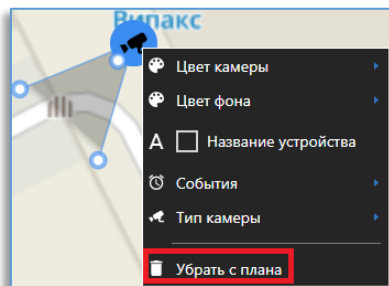 Випакс
Цвет камеры
Цвет фона
A Название устройства
События
Тип камеры
Убрать с плана